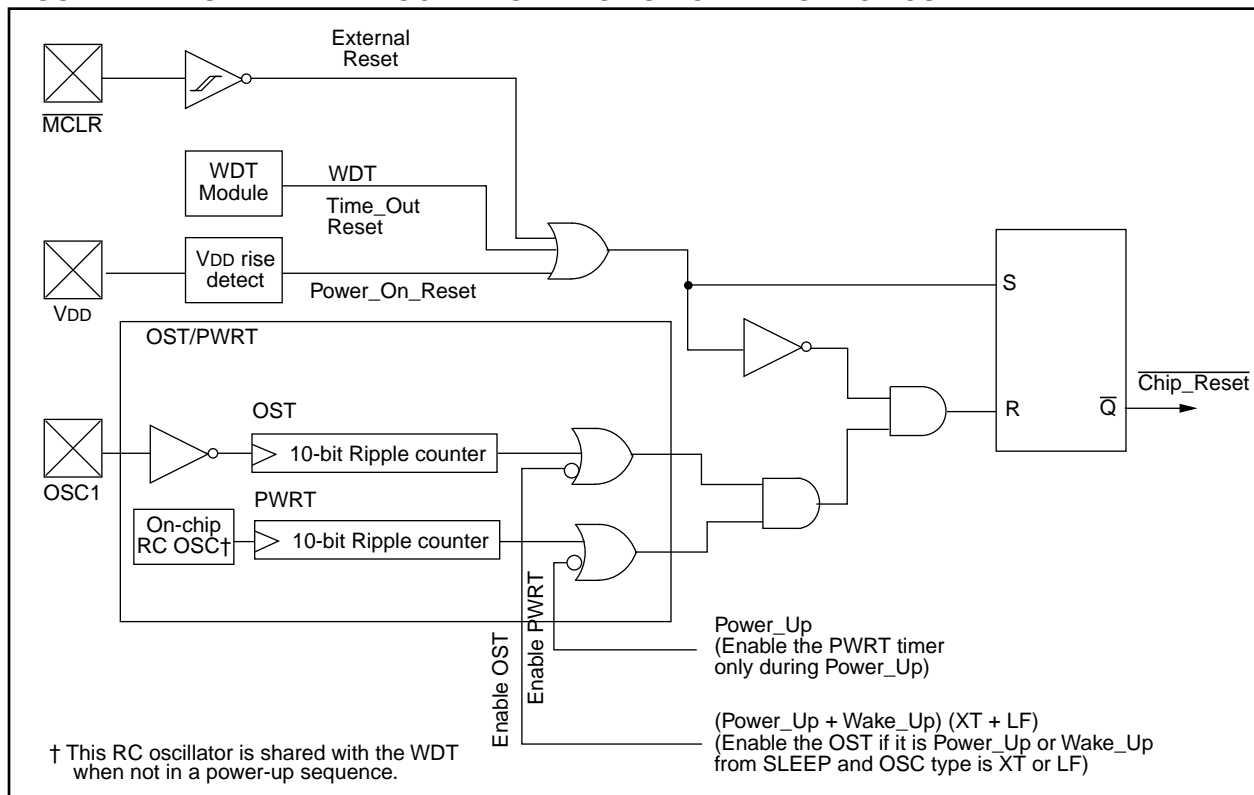 External
Reset
M̅C̅L̅R̅
WDT
Module
WDT
Time_Out
Reset
VDD rise
detect
Power_On_Reset
VDD
OST/PWRT
S
C̅h̅i̅p̅_̅R̅e̅s̅e̅t̅
R
Q̅
OST
10-bit Ripple counter
OSC1
PWRT
On-chip
RC OSC†
10-bit Ripple counter
Enable OST
Enable PWRT
Power_Up
(Enable the PWRT timer
only during Power_Up)
(Power_Up + Wake_Up) (XT + LF)
(Enable the OST if it is Power_Up or Wake_Up
from SLEEP and OSC type is XT or LF)
† This RC oscillator is shared with the WDT
when not in a power-up sequence.